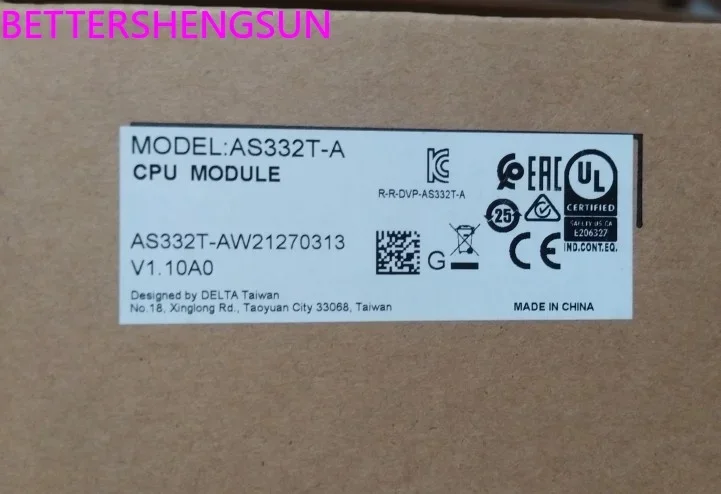 BETTERSHENGSUN
MODEL:AS332T-A
CPU MODULE
R-R-DVP-AS332T-A
EAC
UL
CERTIFIED
SAFETY US CA
E206327
IND.CONT.EQ.
25
CE
AS332T-AW21270313
V1.10A0
G
Designed by DELTA Taiwan
No.18, Xinglong Rd., Taoyuan City 33068, Taiwan
MADE IN CHINA